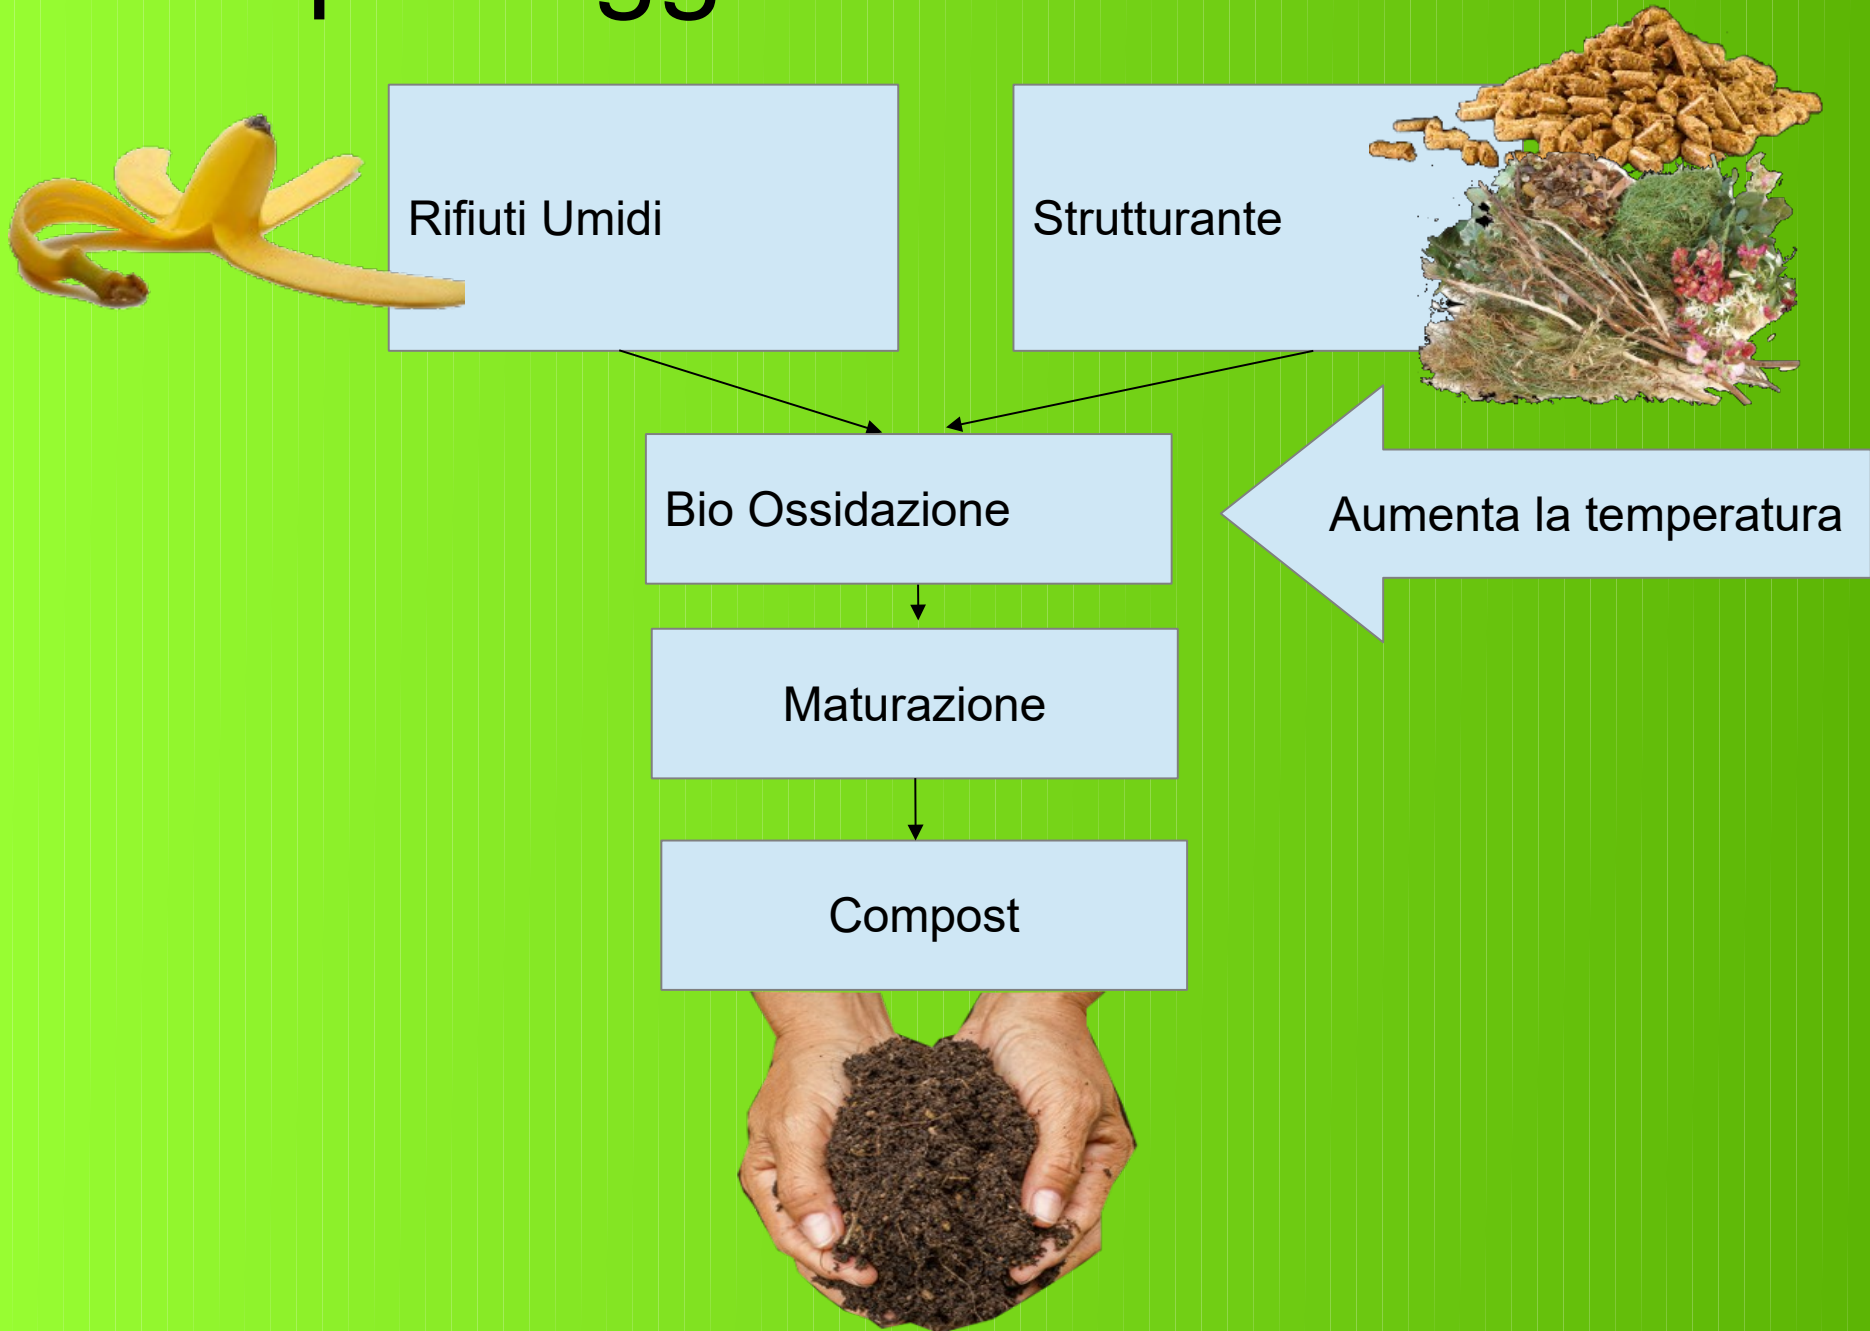 Rifiuti Umidi
Strutturante
Bio Ossidazione
Aumenta la temperatura
Maturazione
Compost